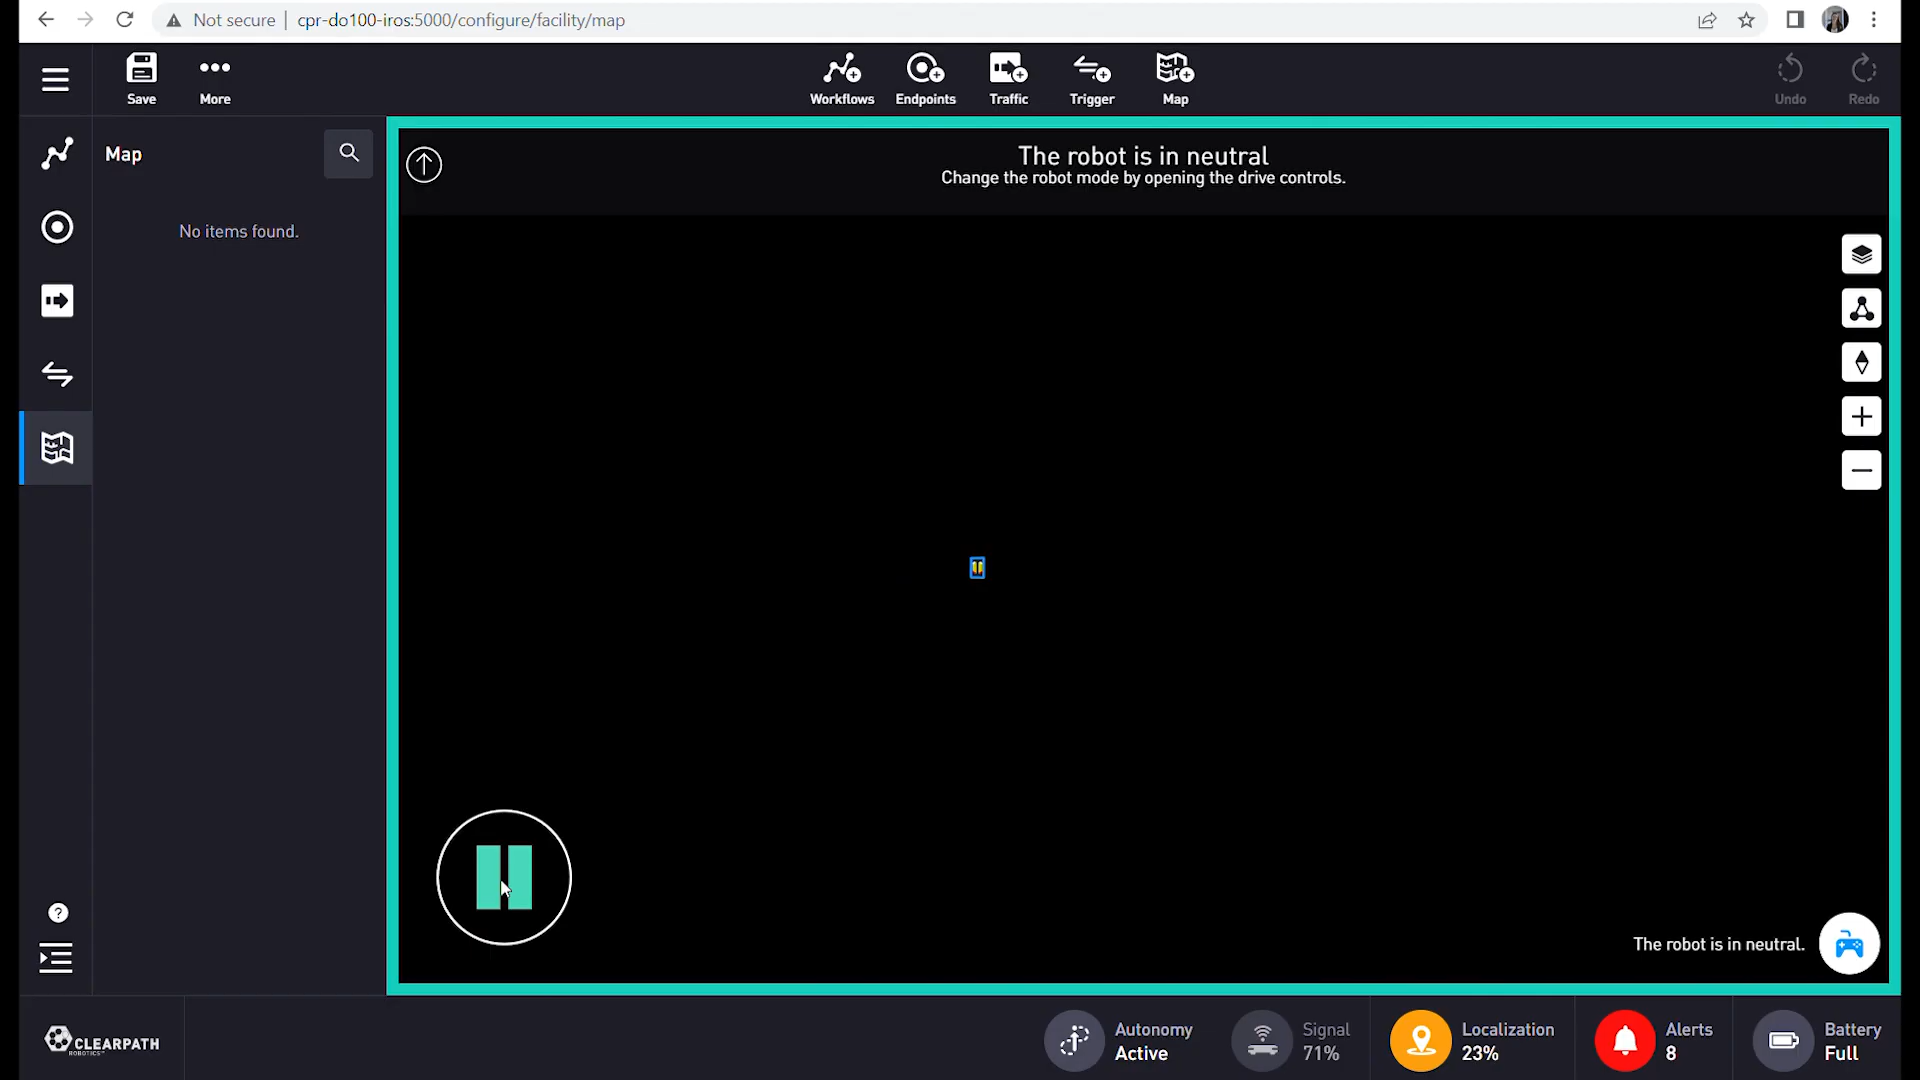 Not secure | cpr-do100-iros:5000/configure/facility/map
Save
More
Workflows
Endpoints
Traffic
Trigger
Map
Undo
Redo
Map
No items found.
The robot is in neutral
Change the robot mode by opening the drive controls.
The robot is in neutral.
CLEARPATH
ROBOTICS™
Autonomy
Active
Signal
71%
Localization
23%
Alerts
8
Battery
Full